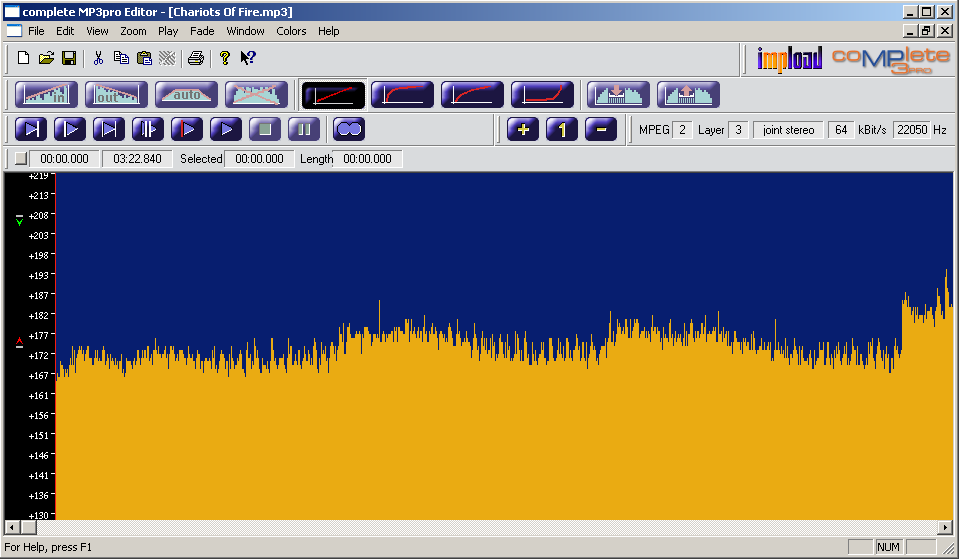 complete MP3pro Editor - [Chariots Of Fire.mp3]
File Edit View Zoom Play Fade Window Colors Help
impload coMPlete 3PRO
in out auto
+ 1 - MPEG 2 Layer 3 joint stereo 64 kBit/s 22050 Hz
00:00.000 03:22.840 Selected 00:00.000 Length 00:00.000
+219
+213
+208
+203
+198
+193
+187
+182
+177
+172
+167
+161
+156
+151
+146
+141
+136
+130
For Help, press F1 NUM